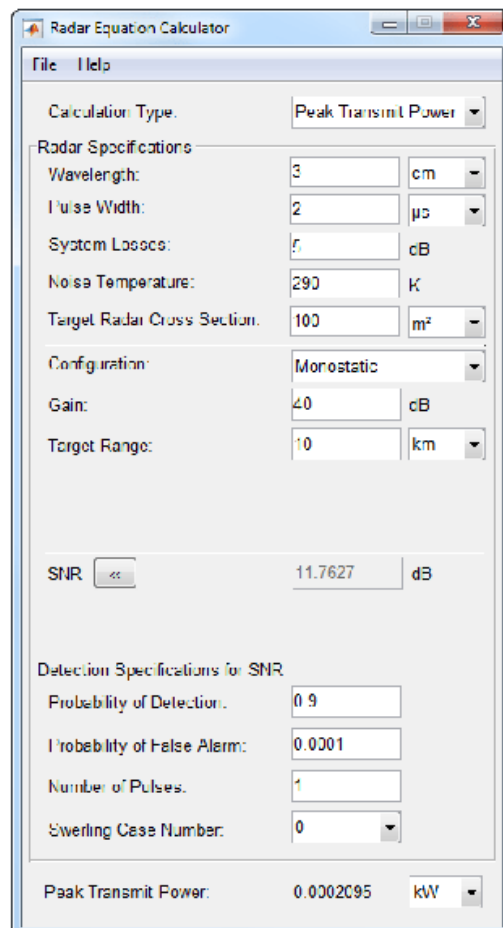 Radar Equation Calculator
File Help
Calculation Type: Peak Transmit Power
Radar Specifications
Wavelength: 3 cm
Pulse Width: 2 µs
System Losses: 5 dB
Noise Temperature: 290 K
Target Radar Cross Section: 100 m²
Configuration: Monostatic
Gain: 40 dB
Target Range: 10 km
SNR << 11.7627 dB
Detection Specifications for SNR
Probability of Detection: 0.9
Probability of False Alarm: 0.0001
Number of Pulses: 1
Swerling Case Number: 0
Peak Transmit Power: 0.0002095 kW